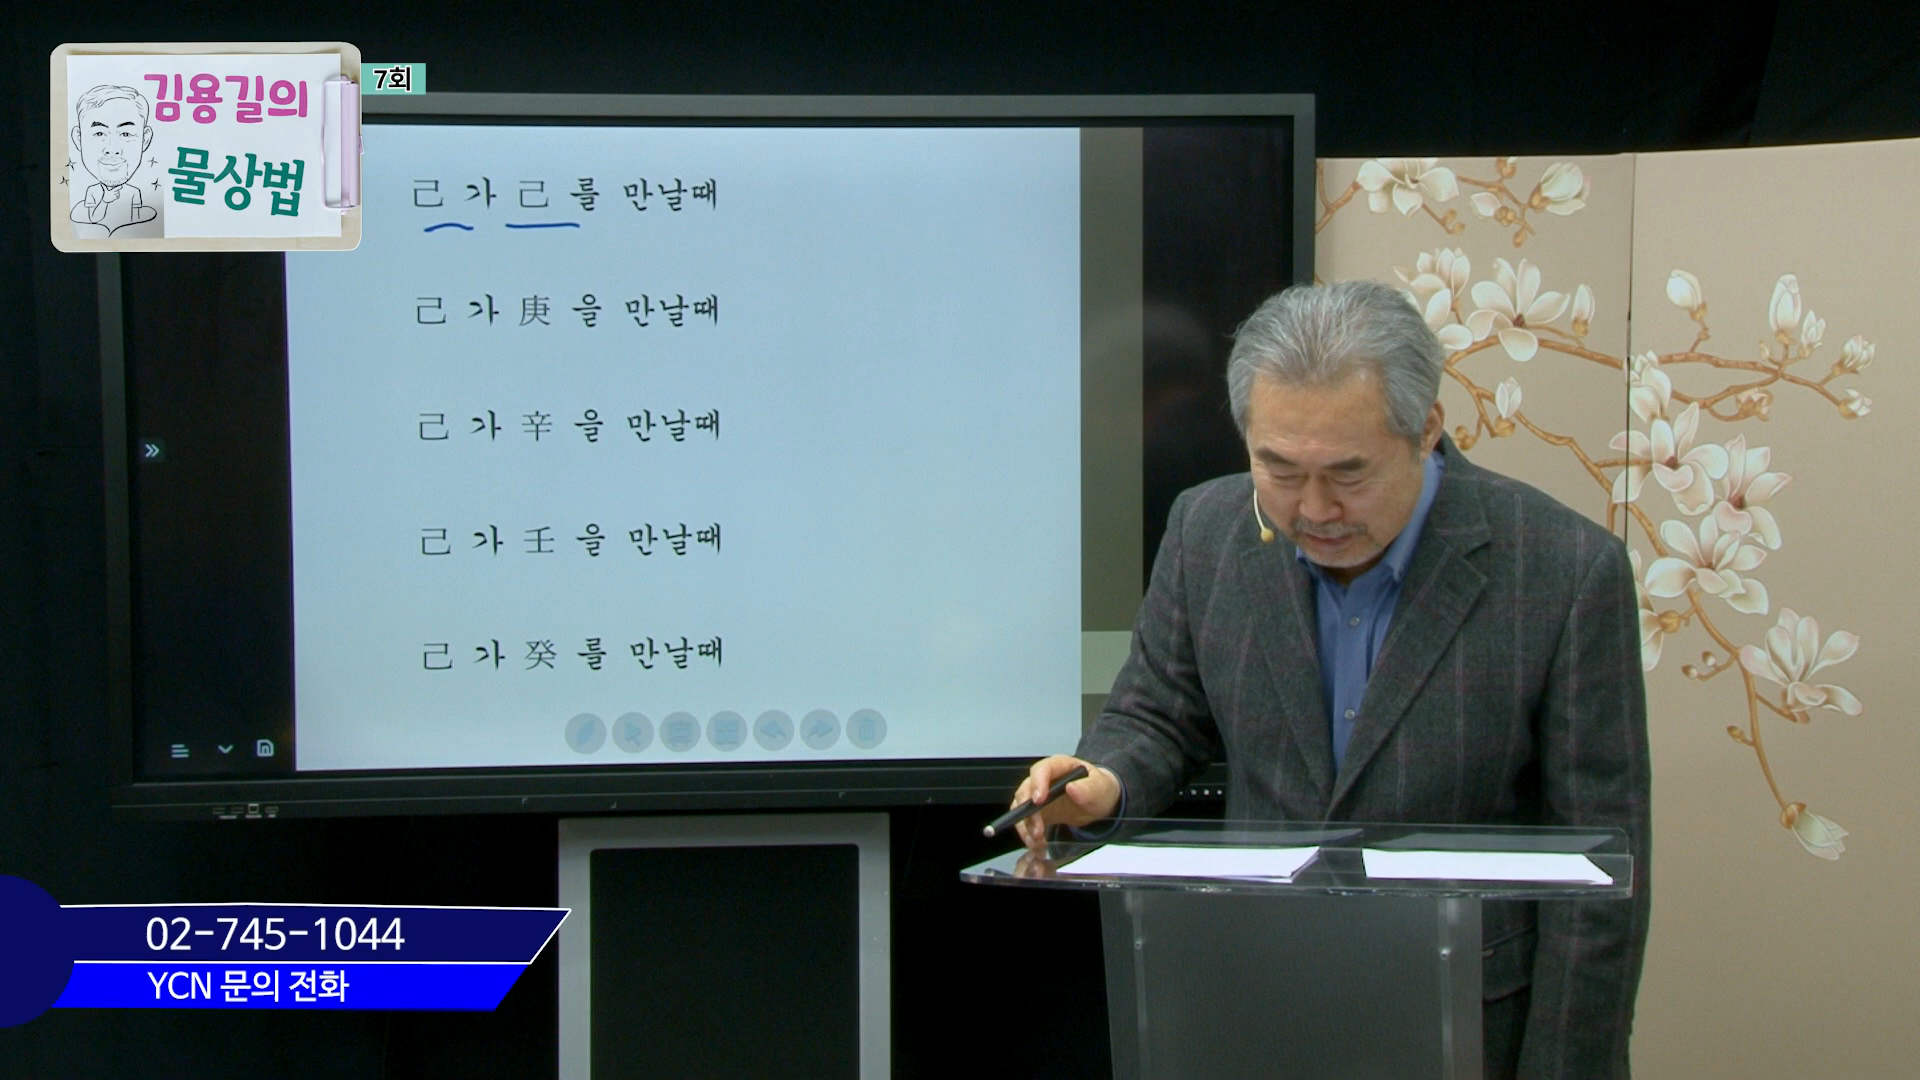 김용길의
물상법
7회
己 가 己 를 만날때
己 가 庚 을 만날때
己 가 辛 을 만날때
己 가 壬 을 만날때
己 가 癸 를 만날때
02-745-1044
YCN 문의 전화